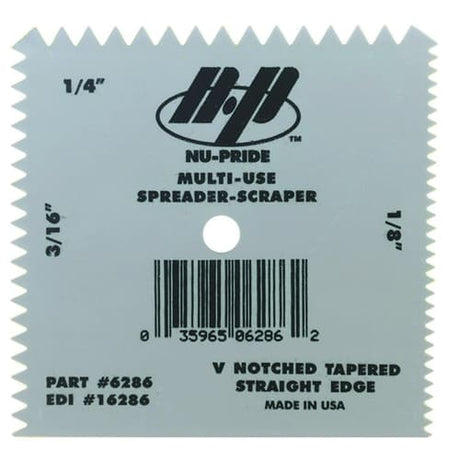 1/4"
N·P
TM
NU-PRIDE
MULTI-USE
SPREADER-SCRAPER
3/16"
1/8"
0 35965 06286 2
V NOTCHED TAPERED
STRAIGHT EDGE
PART #6286
EDI #16286
MADE IN USA